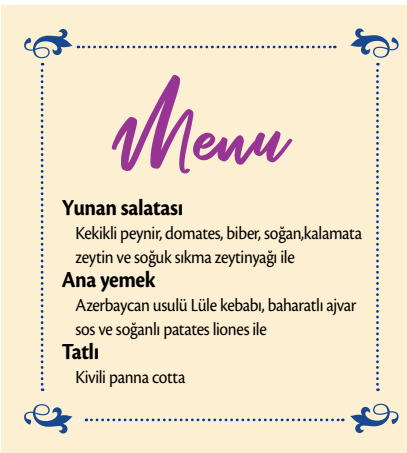 Menu
Yunan salatası
Kekikli peynir, domates, biber, soğan,kalamata
zeytin ve soğuk sıkma zeytinyağı ile
Ana yemek
Azerbaycan usulü Lüle kebabı, baharatlı ajvar
sos ve soğanlı patates liones ile
Tatlı
Kivili panna cotta